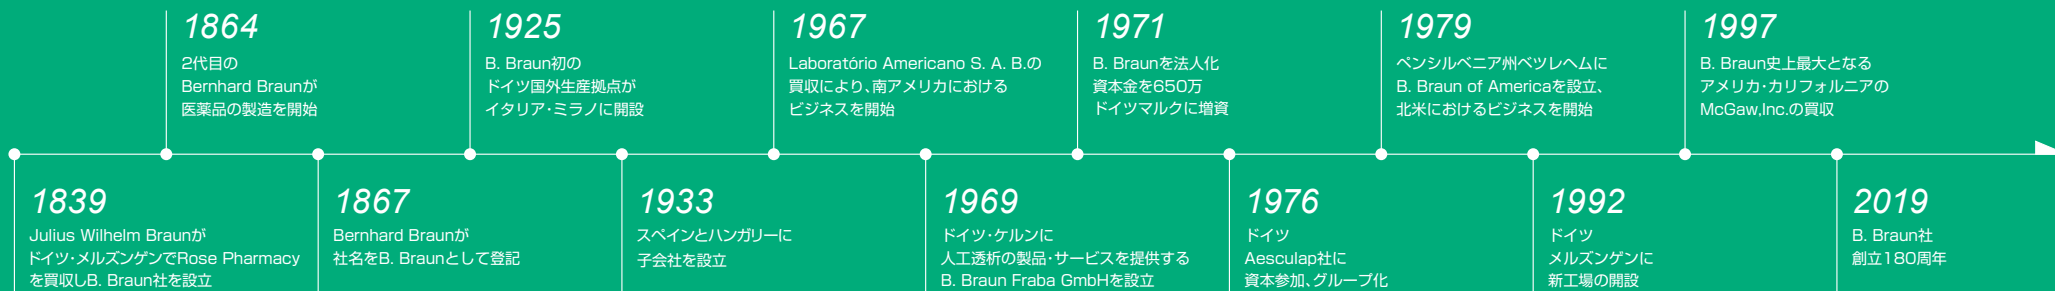 1864
2代目の
Bernhard Braunが
医薬品の製造を開始
1925
B. Braun初の
ドイツ国外生産拠点が
イタリア・ミラノに開設
1967
Laboratório Americano S. A. B.の
買収により、南アメリカにおける
ビジネスを開始
1971
B. Braunを法人化
資本金を650万
ドイツマルクに増資
1979
ペンシルベニア州ベツレヘムに
B. Braun of Americaを設立、
北米におけるビジネスを開始
1997
B. Braun史上最大となる
アメリカ・カリフォルニアの
McGaw,Inc.の買収
1839
Julius Wilhelm Braunが
ドイツ・メルズンゲンでRose Pharmacy
を買収しB. Braun社を設立
1867
Bernhard Braunが
社名をB. Braunとして登記
1933
スペインとハンガリーに
子会社を設立
1969
ドイツ・ケルンに
人工透析の製品・サービスを提供する
B. Braun Fraba GmbHを設立
1976
ドイツ
Aesculap社に
資本参加、グループ化
1992
ドイツ
メルズンゲンに
新工場の開設
2019
B. Braun社
創立180周年